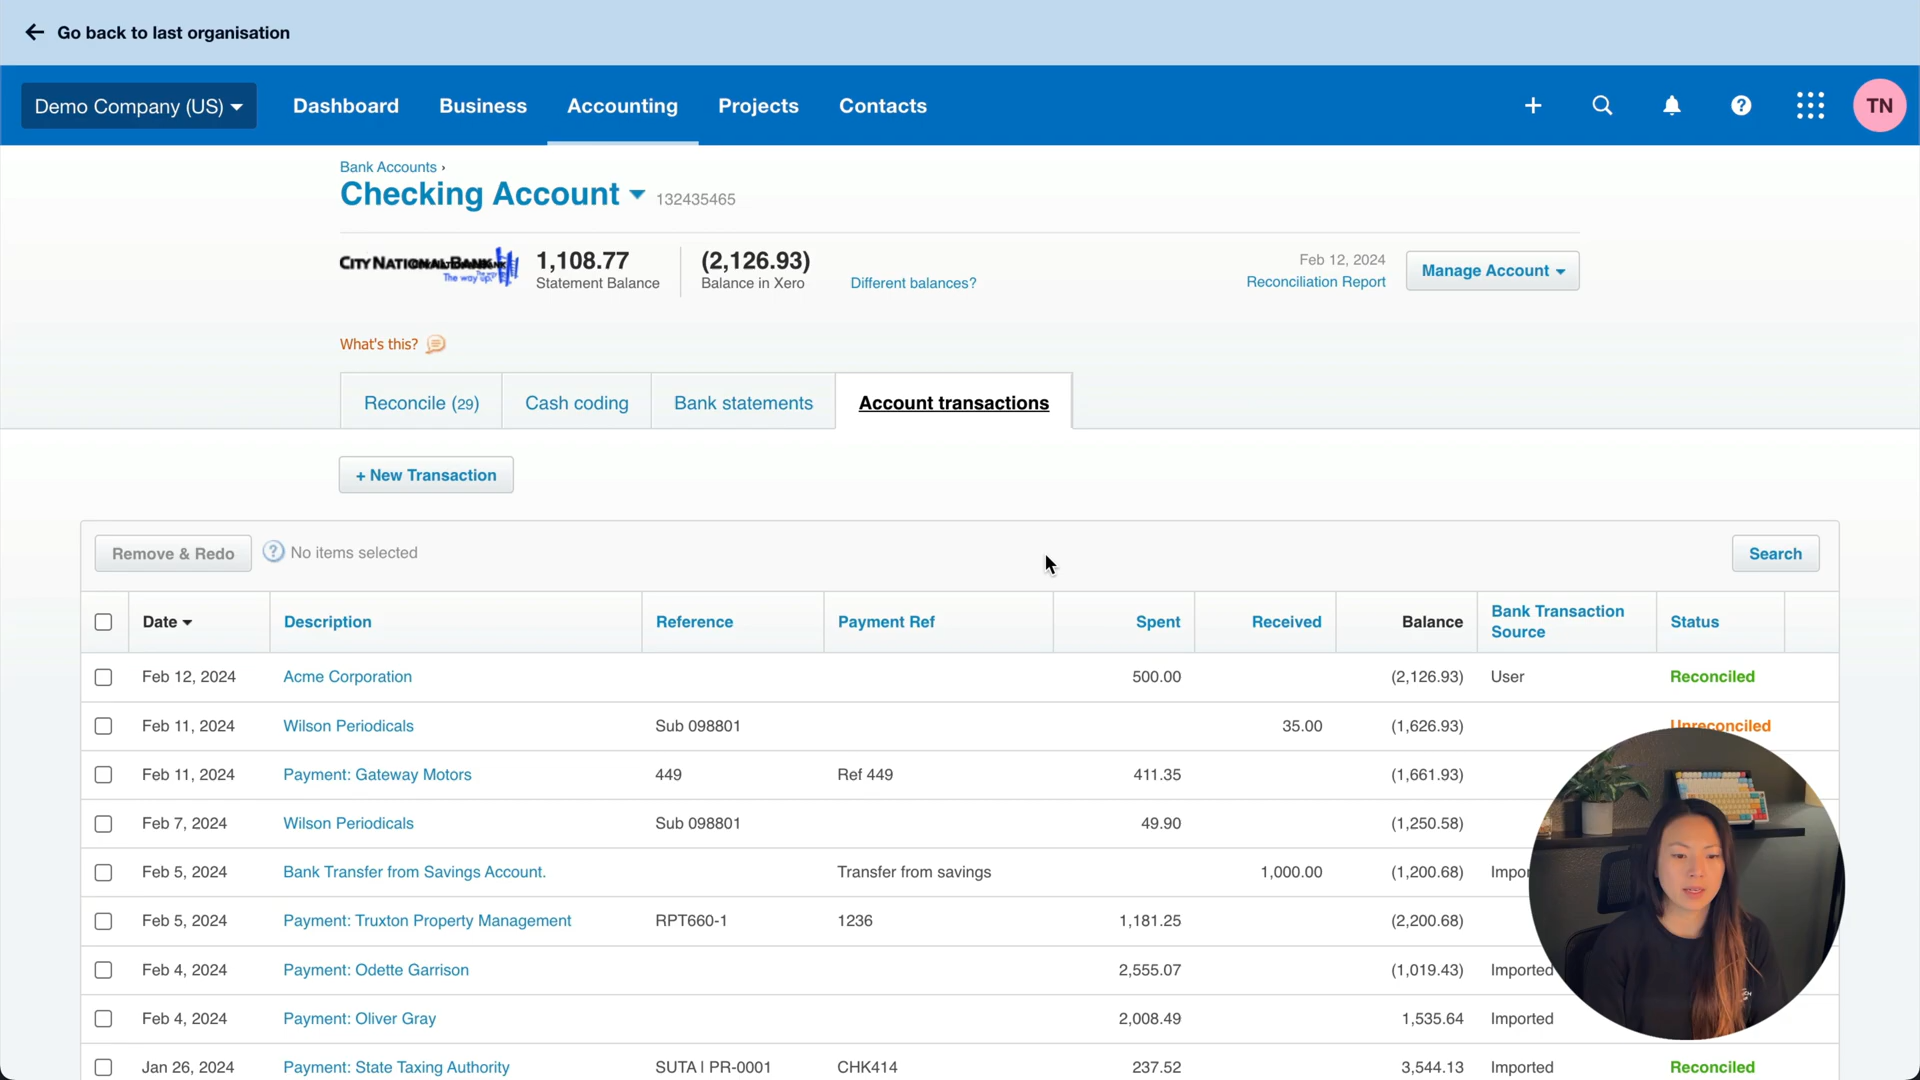 Go back to last organisation
Demo Company (US)
Dashboard
Business
Accounting
Projects
Contacts
TN
Bank Accounts ›
Checking Account
132435465
CITY NATIONAL BANK
The way up.
1,108.77
Statement Balance
(2,126.93)
Balance in Xero
Different balances?
Feb 12, 2024
Reconciliation Report
Manage Account
What's this?
Reconcile (29)
Cash coding
Bank statements
Account transactions
+ New Transaction
Remove & Redo
? No items selected
Search
Date Description Reference Payment Ref Spent Received Balance Bank Transaction Source Status
Feb 12, 2024 Acme Corporation 500.00 (2,126.93) User Reconciled
Feb 11, 2024 Wilson Periodicals Sub 098801 35.00 (1,626.93) Unreconciled
Feb 11, 2024 Payment: Gateway Motors 449 Ref 449 411.35 (1,661.93)
Feb 7, 2024 Wilson Periodicals Sub 098801 49.90 (1,250.58)
Feb 5, 2024 Bank Transfer from Savings Account. Transfer from savings 1,000.00 (1,200.68)
Feb 5, 2024 Payment: Truxton Property Management RPT660-1 1236 1,181.25 (2,200.68)
Feb 4, 2024 Payment: Odette Garrison 2,555.07 (1,019.43) Imported
Feb 4, 2024 Payment: Oliver Gray 2,008.49 1,535.64 Imported
Jan 26, 2024 Payment: State Taxing Authority SUTA | PR-0001 CHK414 237.52 3,544.13 Imported Reconciled